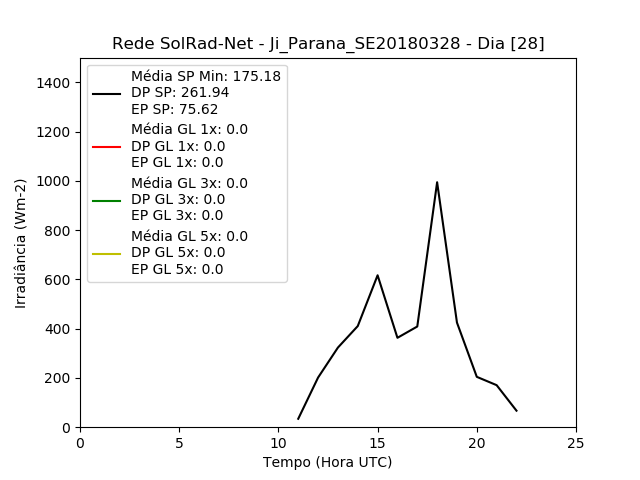 Rede SolRad-Net - Ji_Parana_SE20180328 - Dia [28]
Média SP Min: 175.18
DP SP: 261.94
EP SP: 75.62
Média GL 1x: 0.0
DP GL 1x: 0.0
EP GL 1x: 0.0
Média GL 3x: 0.0
DP GL 3x: 0.0
EP GL 3x: 0.0
Média GL 5x: 0.0
DP GL 5x: 0.0
EP GL 5x: 0.0
Irradiância (Wm-2)
1400
1200
1000
800
600
400
200
0
0 5 10 15 20 25
Tempo (Hora UTC)